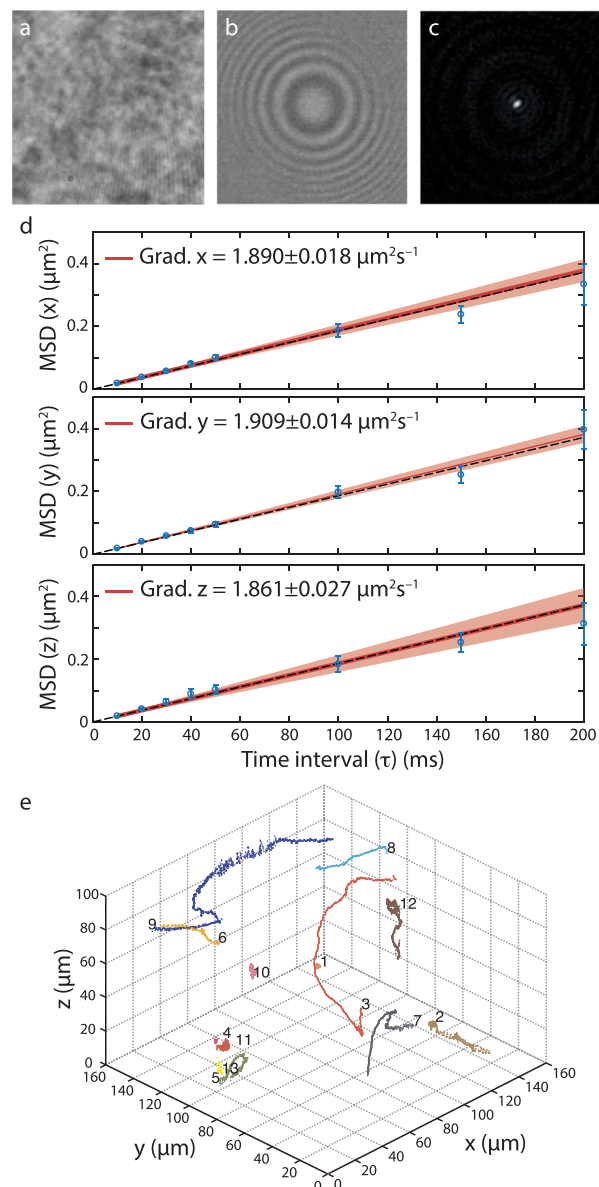 a
b
c
d
Grad. x = 1.890±0.018 μm²s⁻¹
MSD (x) (μm²)
0.4
0.2
0
Grad. y = 1.909±0.014 μm²s⁻¹
MSD (y) (μm²)
0.4
0.2
0
Grad. z = 1.861±0.027 μm²s⁻¹
MSD (z) (μm²)
0.4
0.2
0
0 20 40 60 80 100 120 140 160 180 200
Time interval (τ) (ms)
e
z (μm)
100
80
60
40
20
0
8
12
9
6
1
10
3
2
7
4
11
13
5
160 140 120 100 80 60 40 20 0
y (μm)
0 20 40 60 80 100 120 140 160
x (μm)